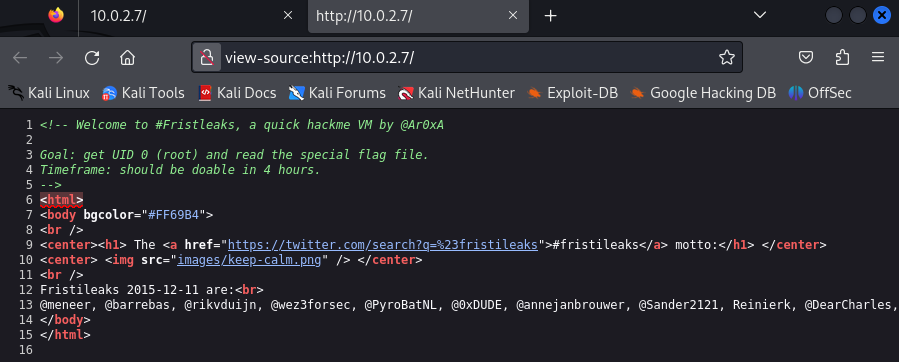 10.0.2.7/
http://10.0.2.7/
view-source:http://10.0.2.7/
Kali Linux Kali Tools Kali Docs Kali Forums Kali NetHunter Exploit-DB Google Hacking DB OffSec
1 <!-- Welcome to #Fristleaks, a quick hackme VM by @Ar0xA
2
3 Goal: get UID 0 (root) and read the special flag file.
4 Timeframe: should be doable in 4 hours.
5 -->
6 <html>
7 <body bgcolor="#FF69B4">
8 <br />
9 <center><h1> The <a href="https://twitter.com/search?q=%23fristileaks">#fristileaks</a> motto:</h1> </center>
10 <center> <img src="images/keep-calm.png" /> </center>
11 <br />
12 Fristileaks 2015-12-11 are:<br>
13 @meneer, @barrebas, @rikvduijn, @wez3forsec, @PyroBatNL, @0xDUDE, @annejanbrouwer, @Sander2121, Reinierk, @DearCharles,
14 </body>
15 </html>
16